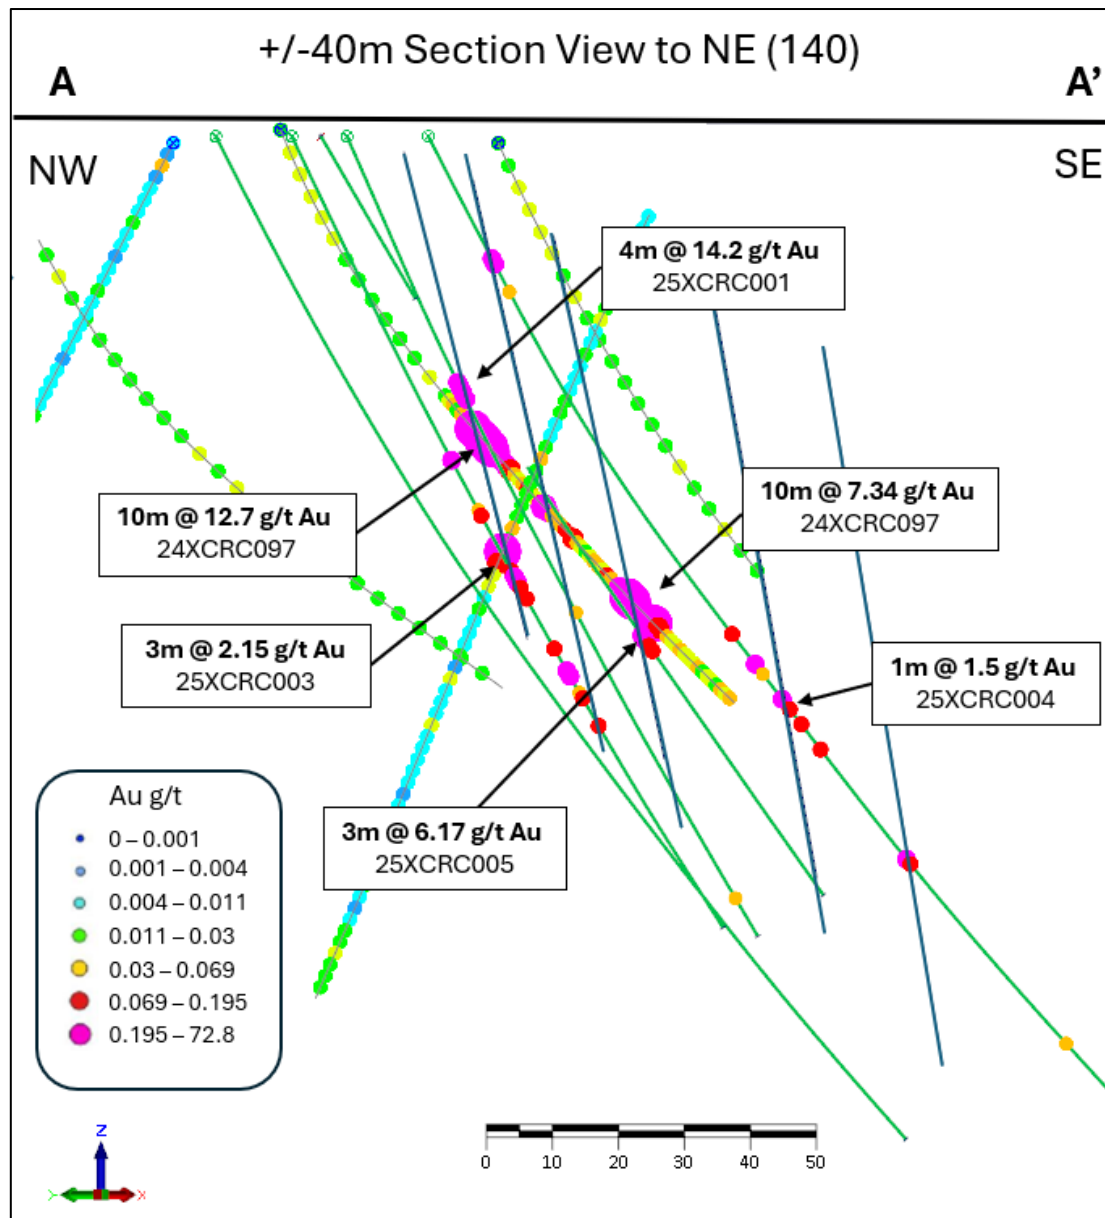 +/-40m Section View to NE (140)
A
A’
NW
SE
4m @ 14.2 g/t Au
25XCRC001
10m @ 12.7 g/t Au
24XCRC097
10m @ 7.34 g/t Au
24XCRC097
3m @ 2.15 g/t Au
25XCRC003
1m @ 1.5 g/t Au
25XCRC004
3m @ 6.17 g/t Au
25XCRC005
Au g/t
0 – 0.001
0.001 – 0.004
0.004 – 0.011
0.011 – 0.03
0.03 – 0.069
0.069 – 0.195
0.195 – 72.8
Z
Y
X
0 10 20 30 40 50